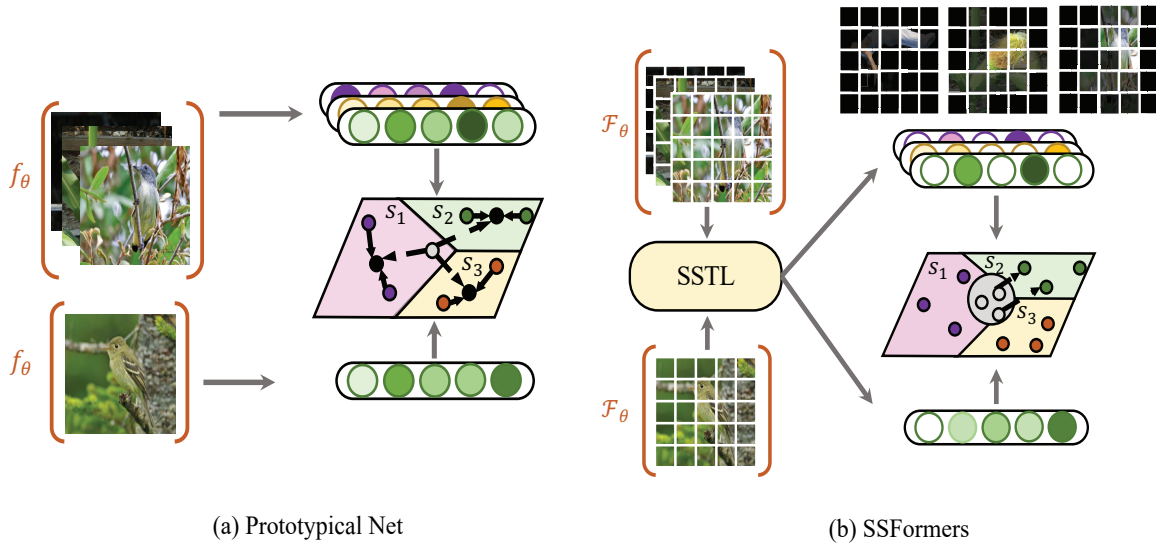 f_θ
S_1
S_2
S_3
f_θ
(a) Prototypical Net
ℱ_θ
SSTL
S_1
S_2
S_3
ℱ_θ
(b) SSFormers